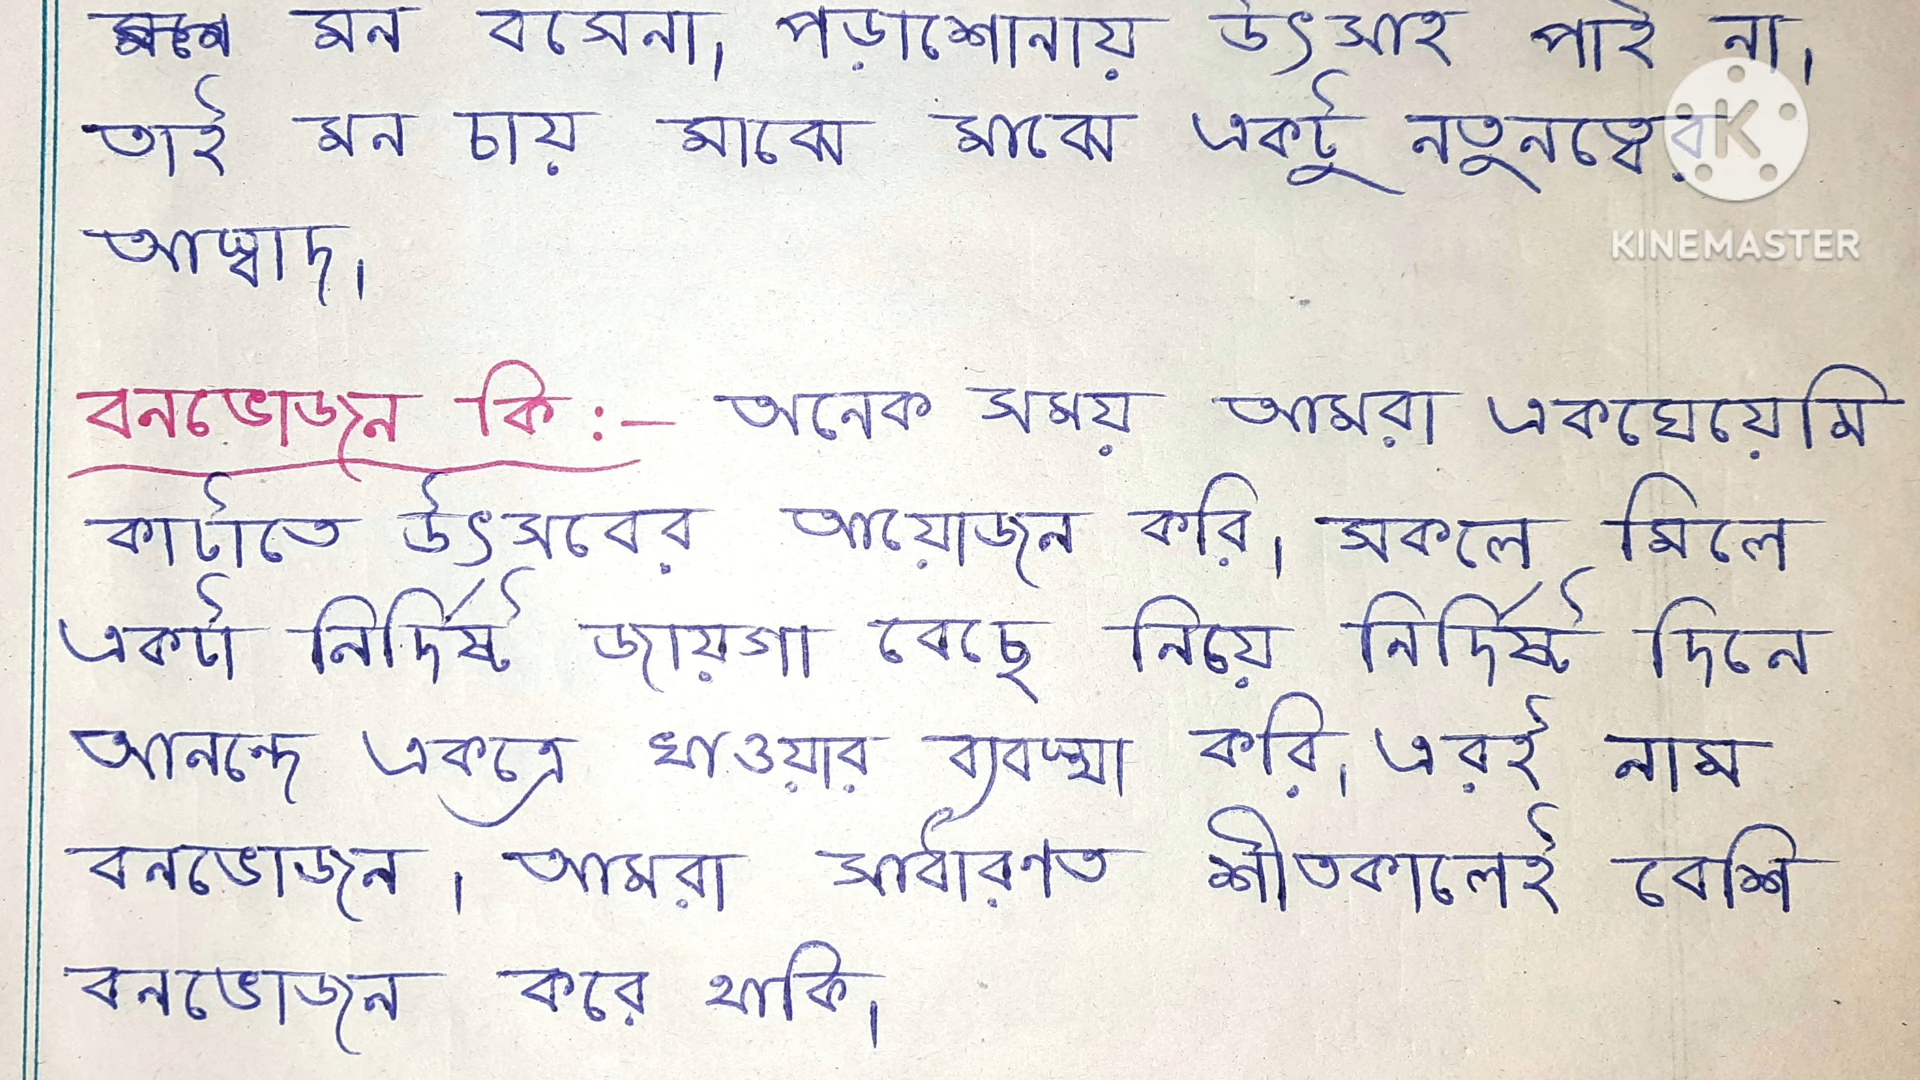 মন বসেনা, পড়াশোনায় উৎসাহ পাই না।
তাই মন চায় মাঝে মাঝে একটু নতুনত্বের
আস্বাদ।
KINEMASTER
বনভোজন কি :- অনেক সময় আমরা একঘেয়েমি
কাটাতে উৎসবের আয়োজন করি। সকলে মিলে
একটা নির্দিষ্ট জায়গা বেছে নিয়ে নির্দিষ্ট দিনে
আনন্দে একত্রে খাওয়ার ব্যবস্থা করি। এরই নাম
বনভোজন। আমরা সাধারণত শীতকালেই বেশি
বনভোজন করে থাকি।